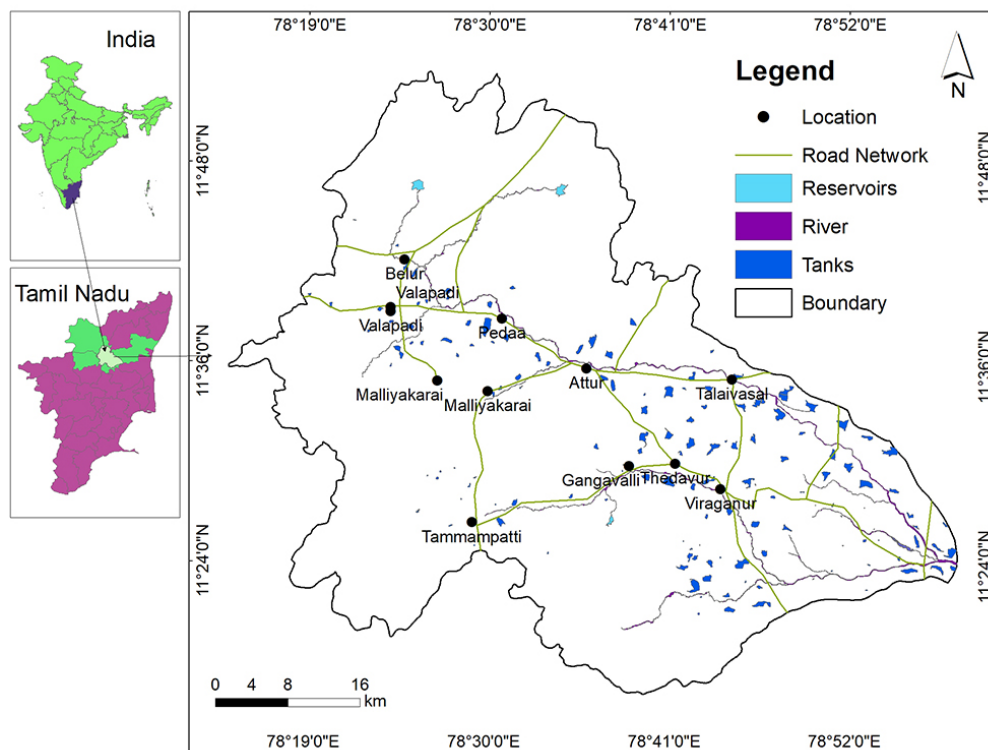 India
Tamil Nadu
78°19'0"E
78°30'0"E
78°41'0"E
78°52'0"E
11°48'0"N
11°36'0"N
11°24'0"N
Legend
Location
Road Network
Reservoirs
River
Tanks
Boundary
N
11°48'0"N
11°36'0"N
11°24'0"N
Belur
Valapadi
Valapadi
Pedaa
Malliyakarai
Malliyakarai
Attur
Talaivasal
Gangavalli
Thedavur
Viraganur
Tammampatti
0 4 8 16
km
78°19'0"E
78°30'0"E
78°41'0"E
78°52'0"E